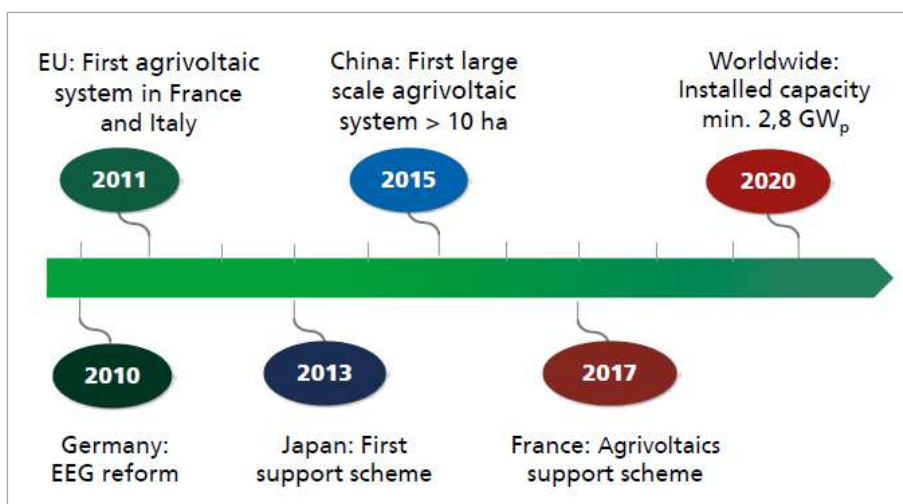 EU: First agrivoltaic
system in France
and Italy
China: First large
scale agrivoltaic
system > 10 ha
Worldwide:
Installed capacity
min. 2,8 GWp
2011
2015
2020
2010
2013
2017
Germany:
EEG reform
Japan: First
support scheme
France: Agrivoltaics
support scheme